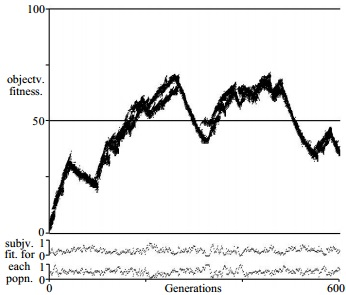 100
objectv.
fitness.
50
0
subjv. 1
fit. for 0
each 1
popn. 0
0 Generations 600